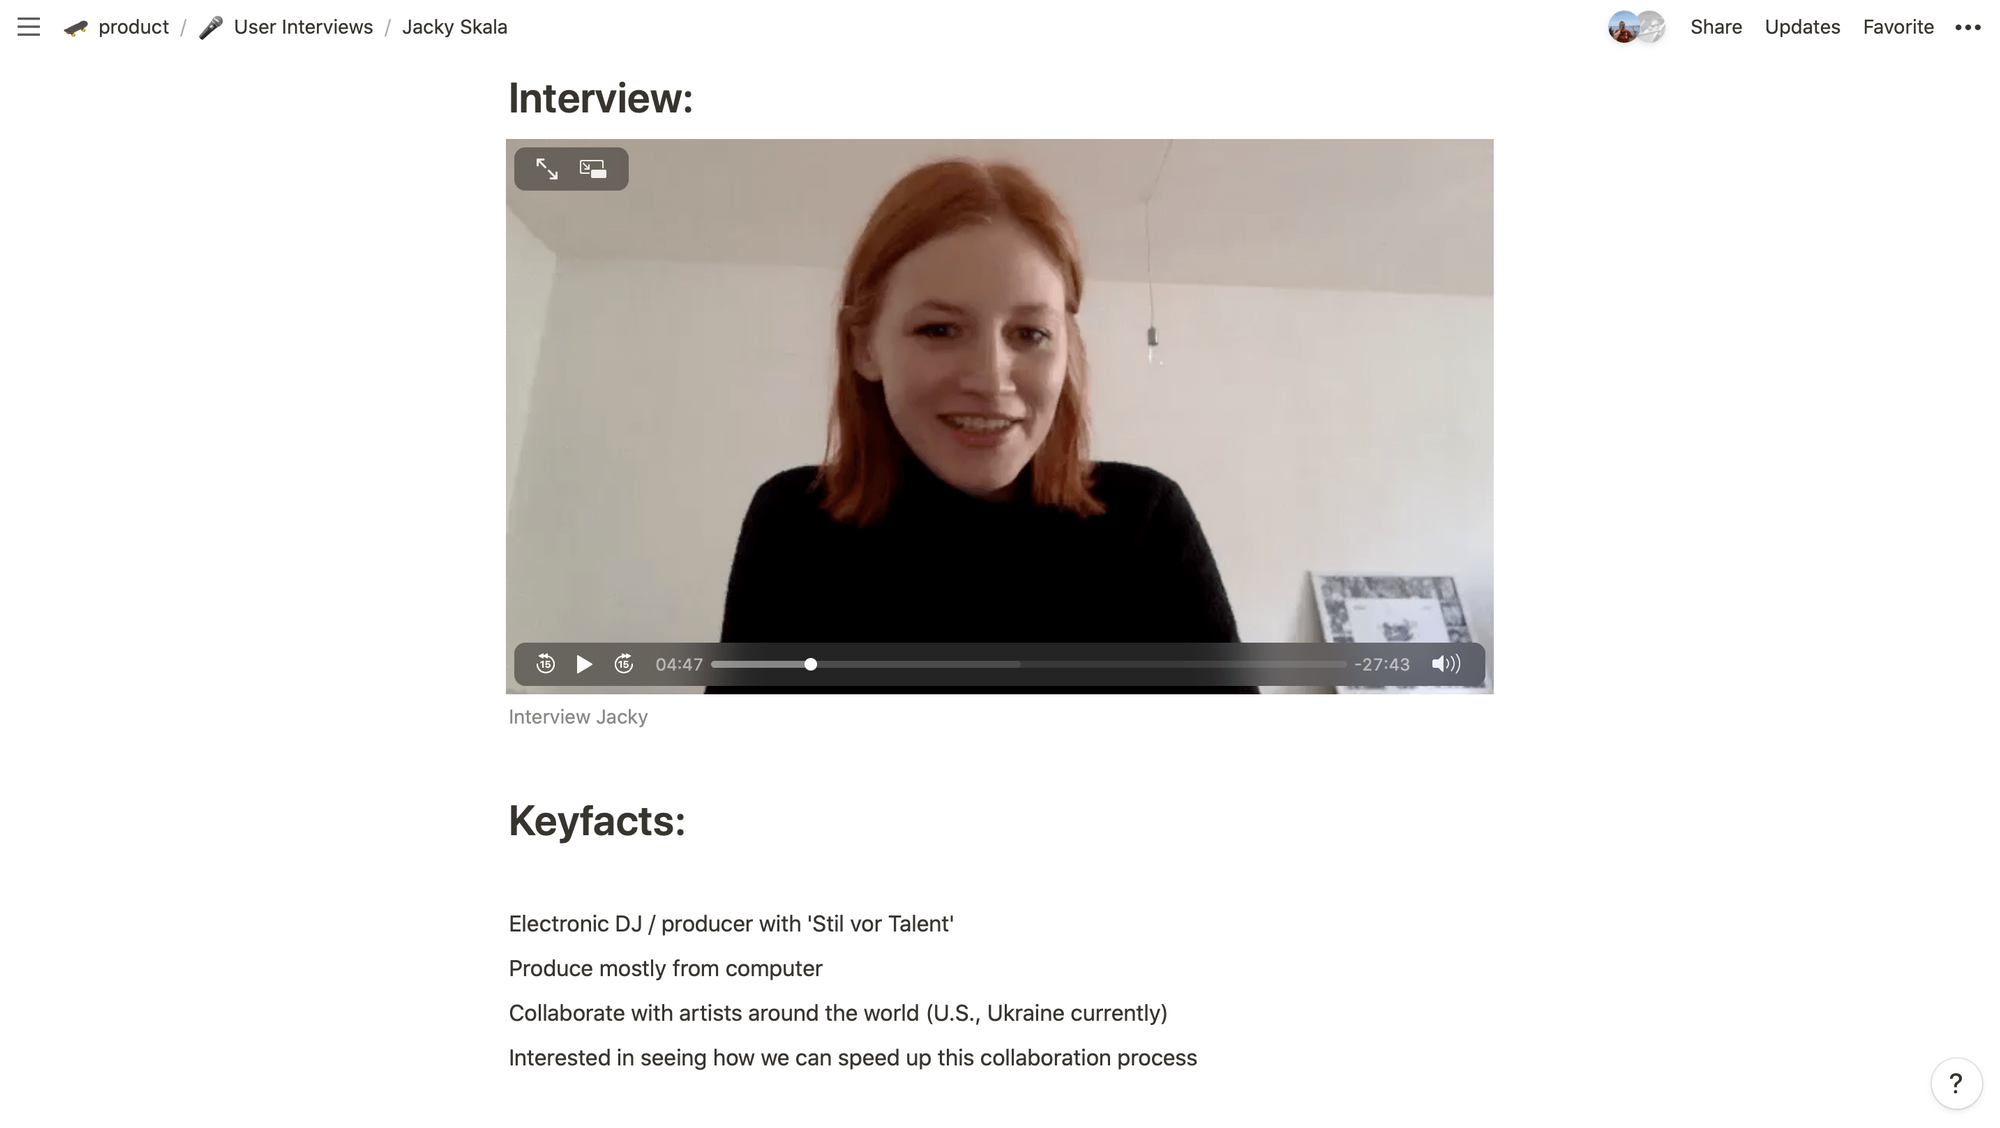 product / User Interviews / Jacky Skala
Share Updates Favorite
Interview:
15 15 04:47 -27:43
Interview Jacky
Keyfacts:
Electronic DJ / producer with 'Stil vor Talent'
Produce mostly from computer
Collaborate with artists around the world (U.S., Ukraine currently)
Interested in seeing how we can speed up this collaboration process
?